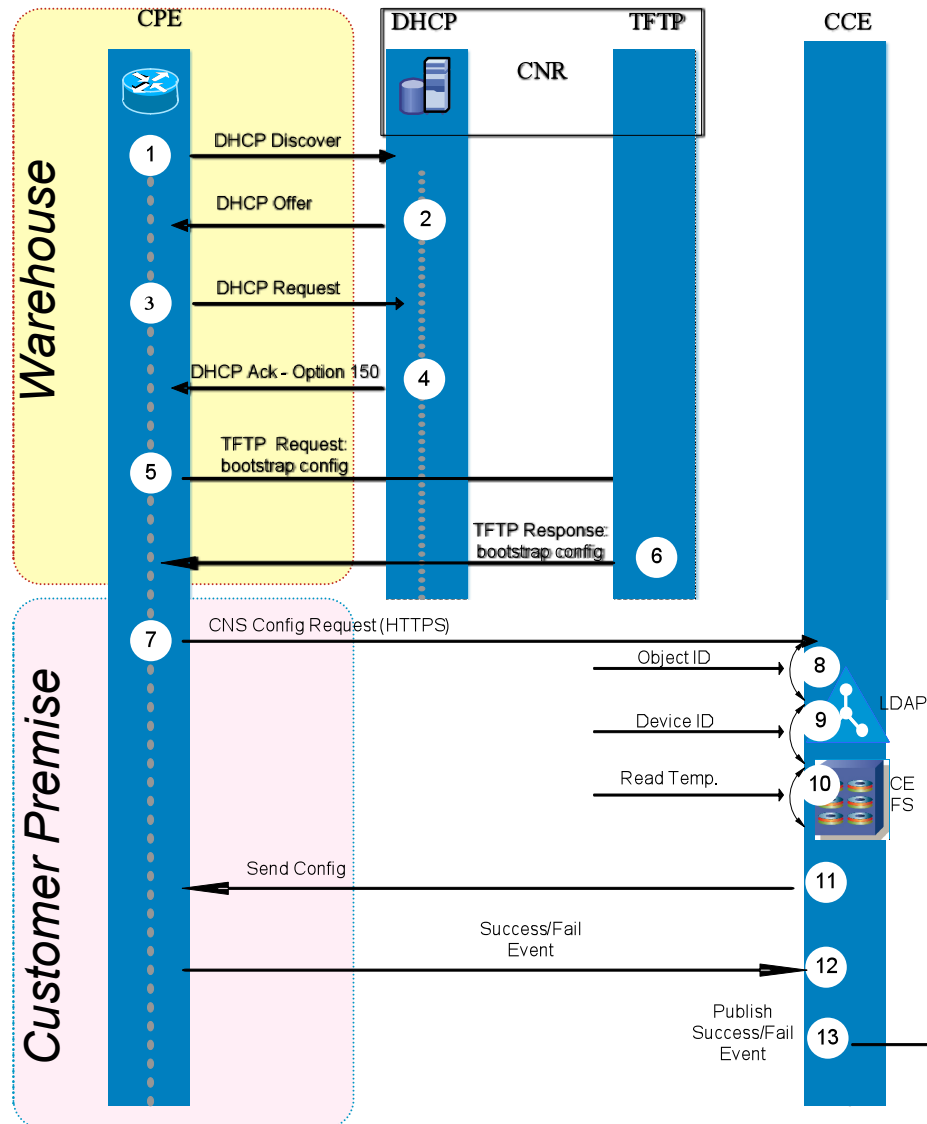 CPE
DHCP
TFTP
CCE
CNR
Warehouse
1
DHCP Discover
DHCP Offer
2
3
DHCP Request
DHCP Ack - Option 150
4
TFTP Request:
bootstrap config
5
TFTP Response:
bootstrap config
6
Customer Premise
7
CNS Config Request (HTTPS)
Object ID
8
LDAP
Device ID
9
Read Temp.
10
CE
FS
Send Config
11
Success/Fail
Event
12
Publish
Success/Fail
Event
13